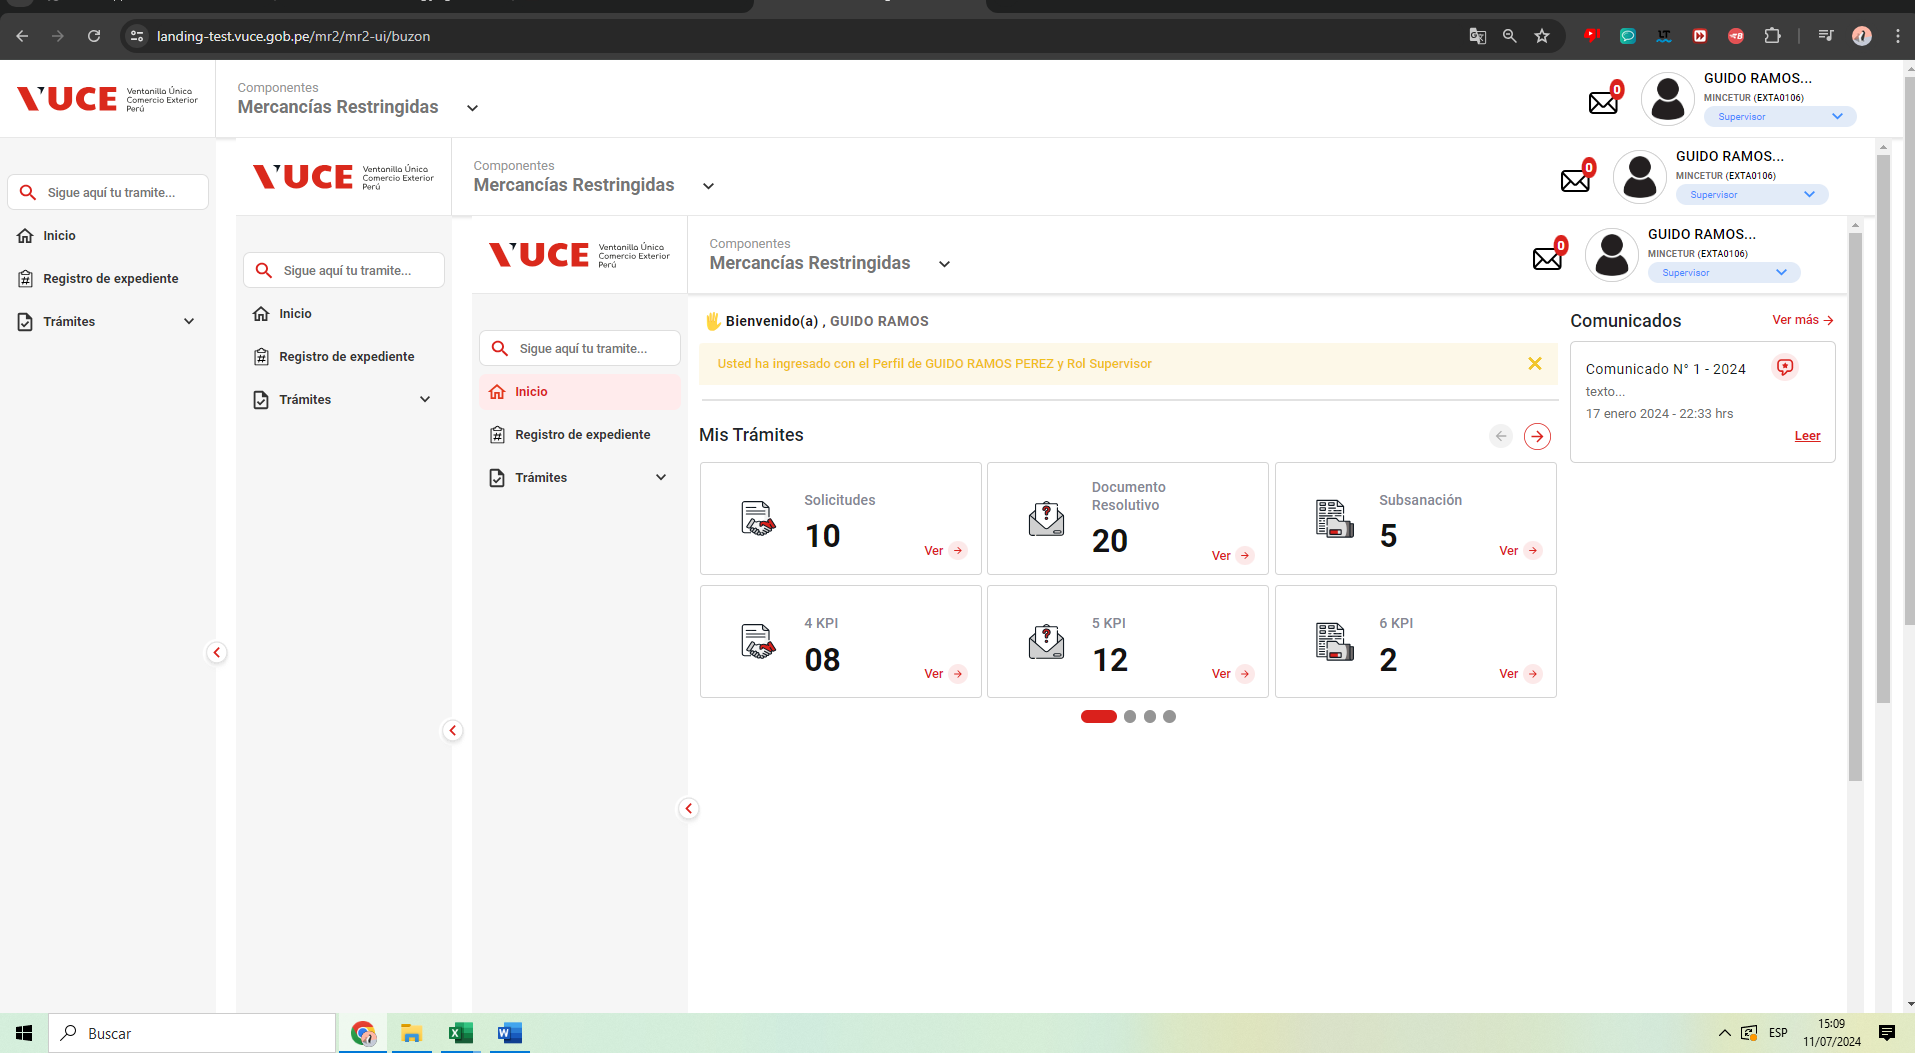 landing-test.vuce.gob.pe/mr2/mr2-ui/buzon
VUCE
Ventanilla Única
Comercio Exterior
Perú
Componentes
Mercancías Restringidas
0
GUIDO RAMOS...
MINCETUR (EXTA0106)
Supervisor
Sigue aquí tu tramite...
Inicio
Registro de expediente
Trámites
VUCE
Ventanilla Única
Comercio Exterior
Perú
Componentes
Mercancías Restringidas
0
GUIDO RAMOS...
MINCETUR (EXTA0106)
Supervisor
Sigue aquí tu tramite...
Inicio
Registro de expediente
Trámites
VUCE
Ventanilla Única
Comercio Exterior
Perú
Componentes
Mercancías Restringidas
0
GUIDO RAMOS...
MINCETUR (EXTA0106)
Supervisor
Sigue aquí tu tramite...
Inicio
Registro de expediente
Trámites
Bienvenido(a) , GUIDO RAMOS
Usted ha ingresado con el Perfil de GUIDO RAMOS PEREZ y Rol Supervisor
Mis Trámites
Solicitudes
10
Ver
Documento
Resolutivo
20
Ver
Subsanación
5
Ver
4 KPI
08
Ver
5 KPI
12
Ver
6 KPI
2
Ver
Comunicados
Ver más
Comunicado N° 1 - 2024
texto...
17 enero 2024 - 22:33 hrs
Leer
Buscar
ESP
15:09
11/07/2024